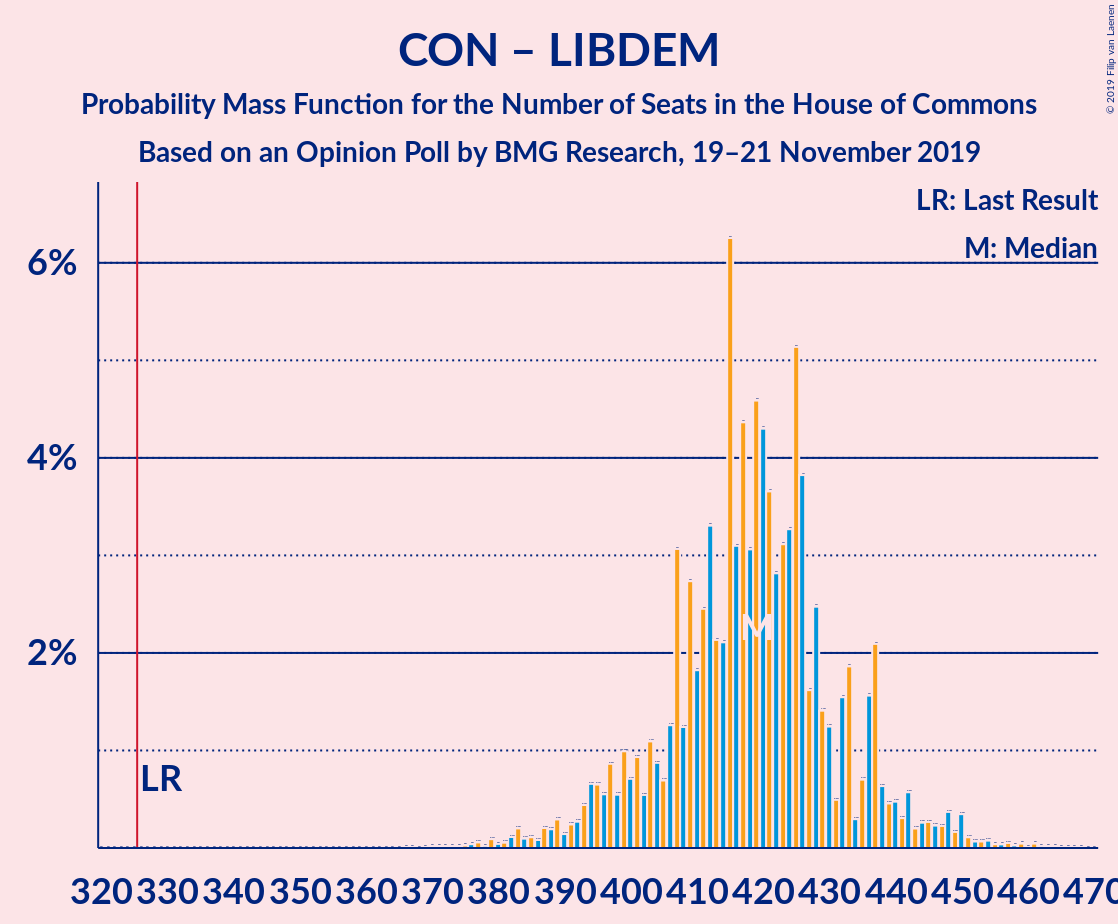 CON – LIBDEM
Probability Mass Function for the Number of Seats in the House of Commons
Based on an Opinion Poll by BMG Research, 19–21 November 2019
© 2019 Filip van Laenen
LR: Last Result
M: Median
6%
4%
2%
LR
M
320 330 340 350 360 370 380 390 400 410 420 430 440 450 460 470